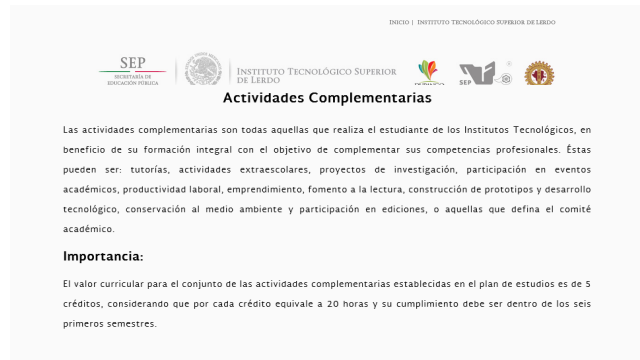 INICIO | INSTITUTO TECNOLÓGICO SUPERIOR DE LERDO
SEP
SECRETARÍA DE
EDUCACIÓN PÚBLICA
INSTITUTO TECNOLÓGICO SUPERIOR
DE LERDO
SEP
Actividades Complementarias
Las actividades complementarias son todas aquellas que realiza el estudiante de los Institutos Tecnológicos, en
beneficio de su formación integral con el objetivo de complementar sus competencias profesionales. Éstas
pueden ser: tutorías, actividades extraescolares, proyectos de investigación, participación en eventos
académicos, productividad laboral, emprendimiento, fomento a la lectura, construcción de prototipos y desarrollo
tecnológico, conservación al medio ambiente y participación en ediciones, o aquellas que defina el comité
académico.
Importancia:
El valor curricular para el conjunto de las actividades complementarias establecidas en el plan de estudios es de 5
créditos, considerando que por cada crédito equivale a 20 horas y su cumplimiento debe ser dentro de los seis
primeros semestres.